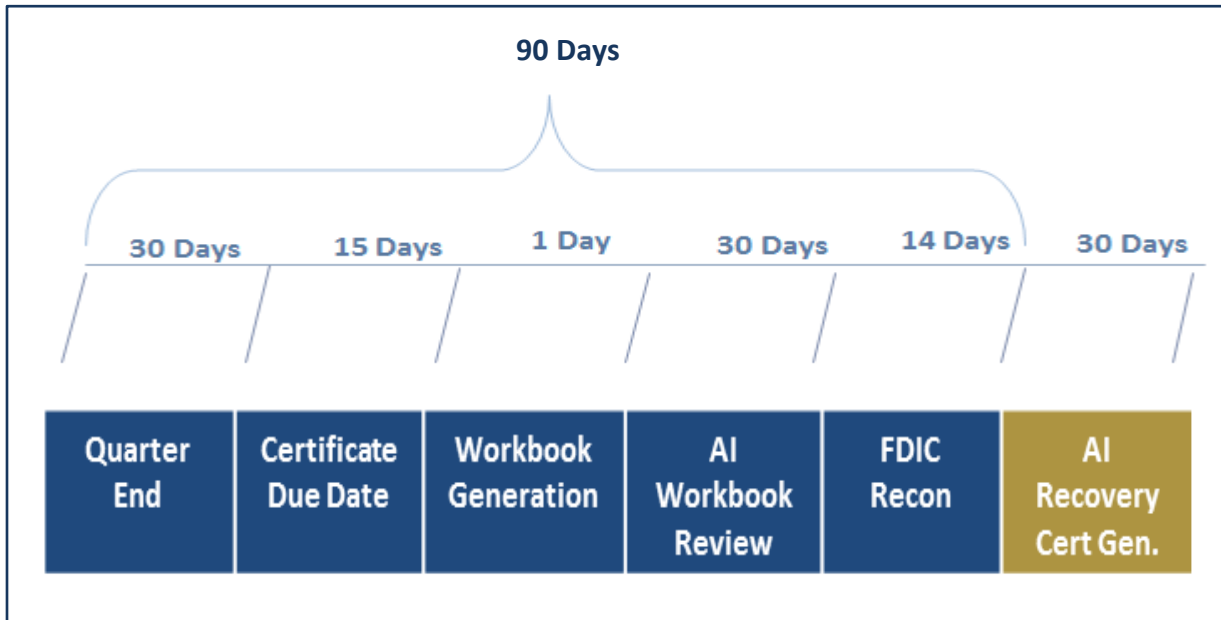 90 Days
30 Days
15 Days
1 Day
30 Days
14 Days
30 Days
Quarter
End
Certificate
Due Date
Workbook
Generation
AI
Workbook
Review
FDIC
Recon
AI
Recovery
Cert Gen.